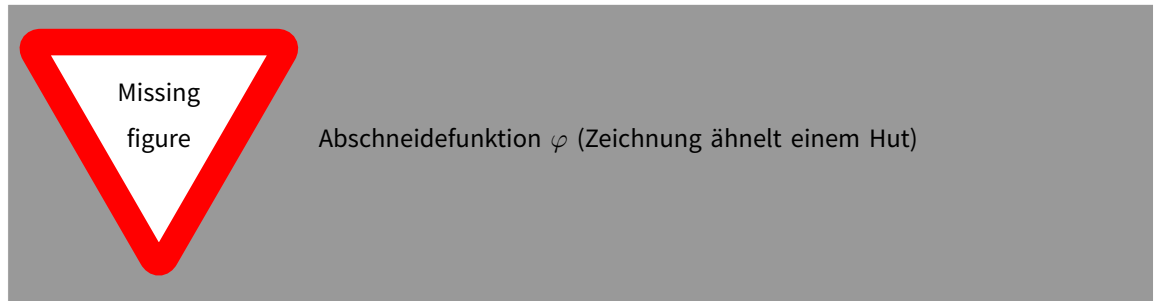 Missing
figure
Abschneidefunktion φ (Zeichnung ähnelt einem Hut)